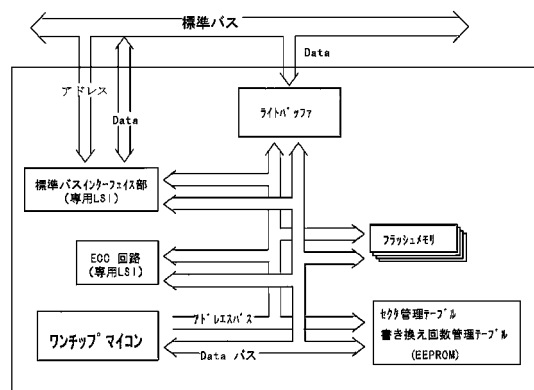 標準バス
Data
アドレス
Data
ライトバッファ
標準バスインターフェイス部
(専用LSI)
フラッシュメモリ
ECC 回路
(専用LSI)
アドレエスバス
セクタ管理テーブル
書き換え回数管理テーブル
(EEPROM)
ワンチップマイコン
Data バス